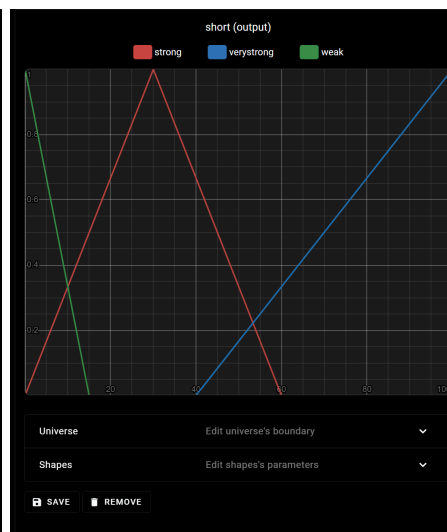 short (output)
strong verystrong weak
1
0.8
0.6
0.4
0.2
20 40 60 80 100
Universe Edit universe's boundary
Shapes Edit shapes's parameters
SAVE REMOVE